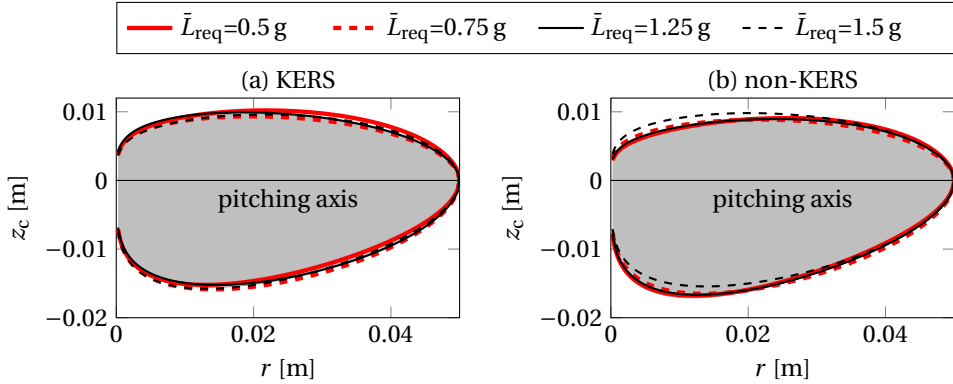 L̄req=0.5 g L̄req=0.75 g L̄req=1.25 g L̄req=1.5 g
(a) KERS (b) non-KERS
0.01 0.01
0 0
pitching axis pitching axis
zc [m] zc [m]
−0.01 −0.01
−0.02 −0.02
0 0.02 0.04 0 0.02 0.04
r [m] r [m]